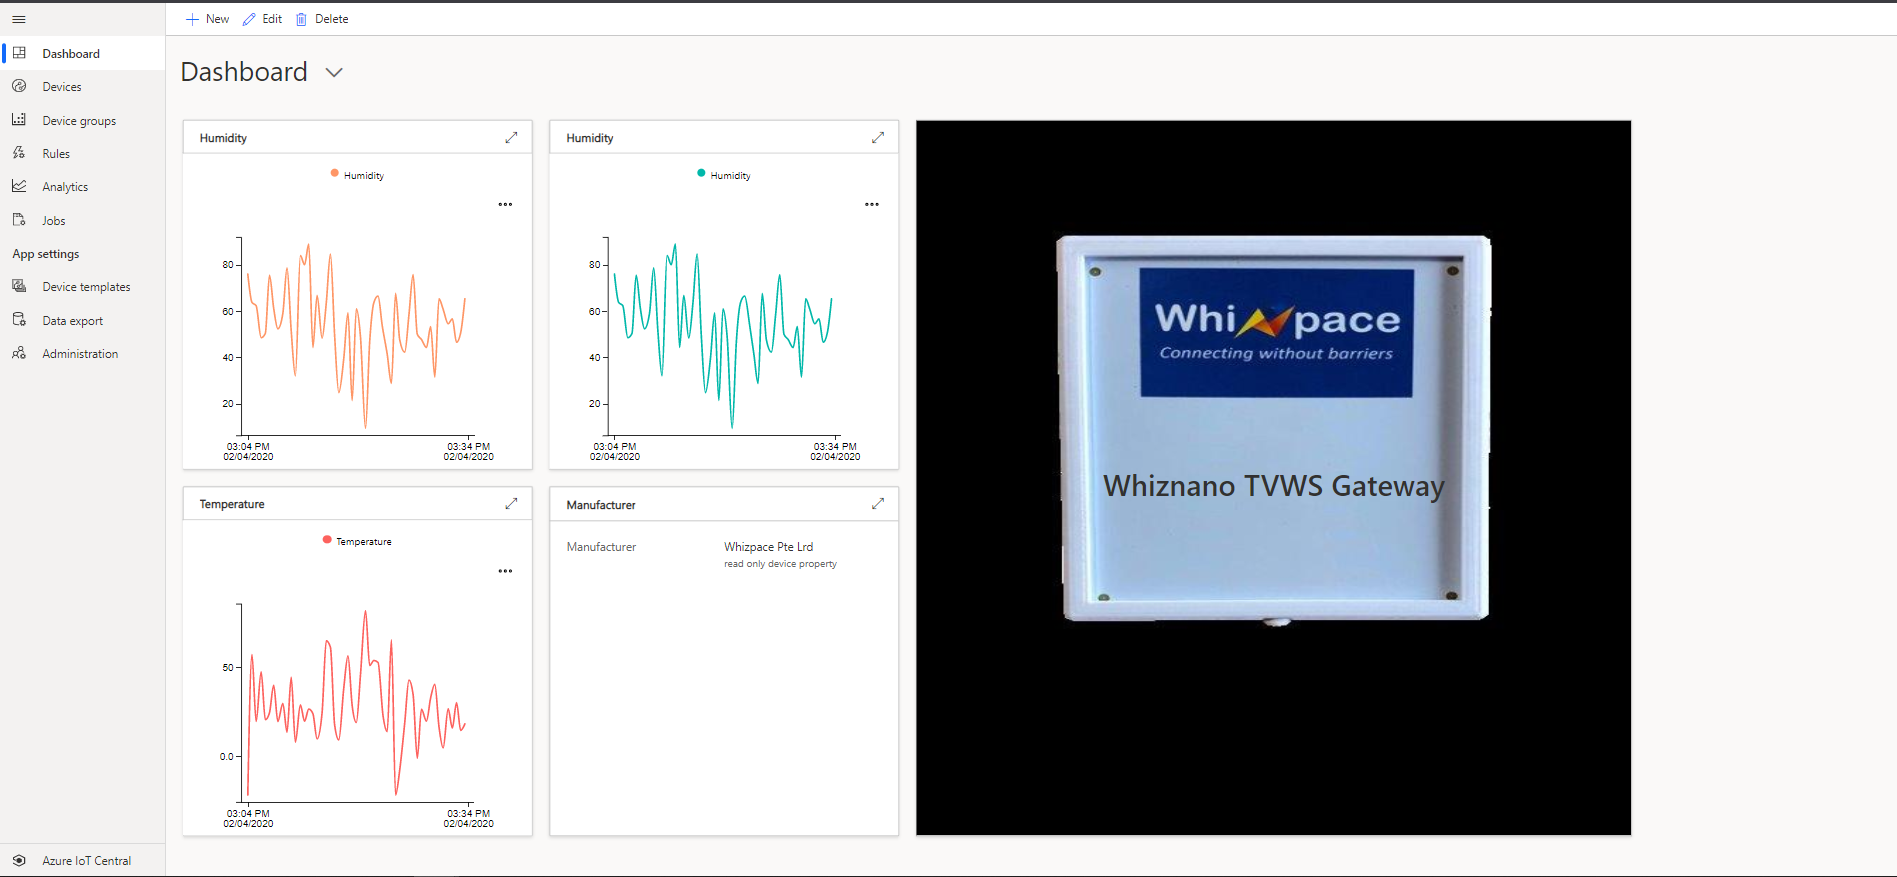 New Edit Delete
Dashboard
Devices
Device groups
Rules
Analytics
Jobs
App settings
Device templates
Data export
Administration
Azure IoT Central
Dashboard
Humidity
Humidity
80
60
40
20
03:04 PM 03:34 PM
02/04/2020 02/04/2020
Humidity
Humidity
80
60
40
20
03:04 PM 03:34 PM
02/04/2020 02/04/2020
Temperature
Temperature
50
0.0
03:04 PM 03:34 PM
02/04/2020 02/04/2020
Manufacturer
Manufacturer Whizpace Pte Lrd
read only device property
Whizpace
Connecting without barriers
Whiznano TVWS Gateway